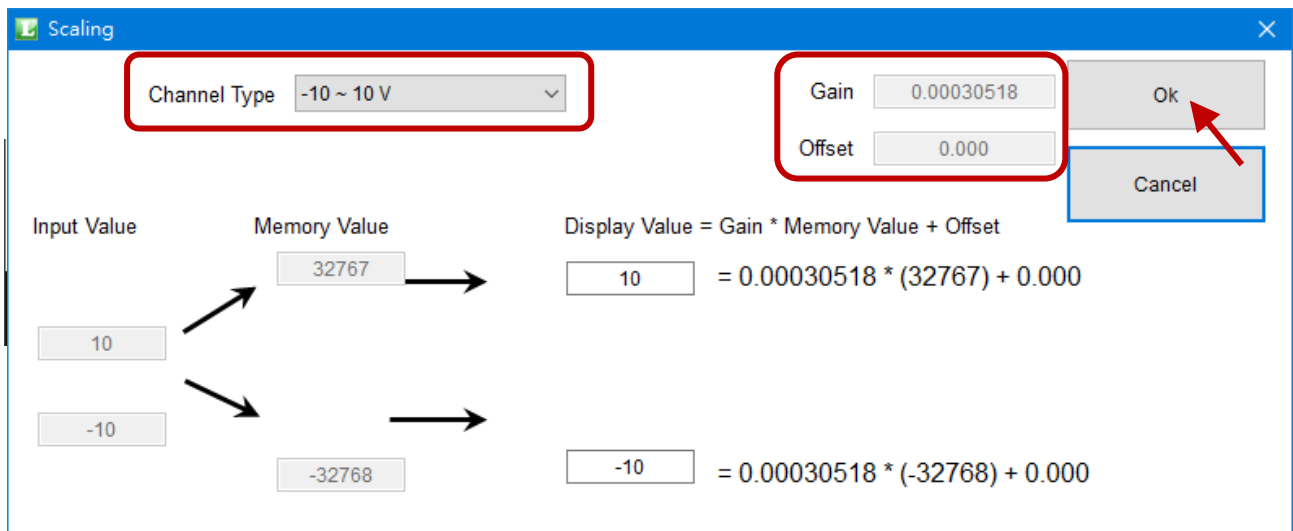 Scaling
Channel Type -10 ~ 10 V
Gain 0.00030518
Ok
Offset 0.000
Cancel
Input Value Memory Value Display Value = Gain * Memory Value + Offset
32767 10 = 0.00030518 * (32767) + 0.000
10
-10
-32768 -10 = 0.00030518 * (-32768) + 0.000